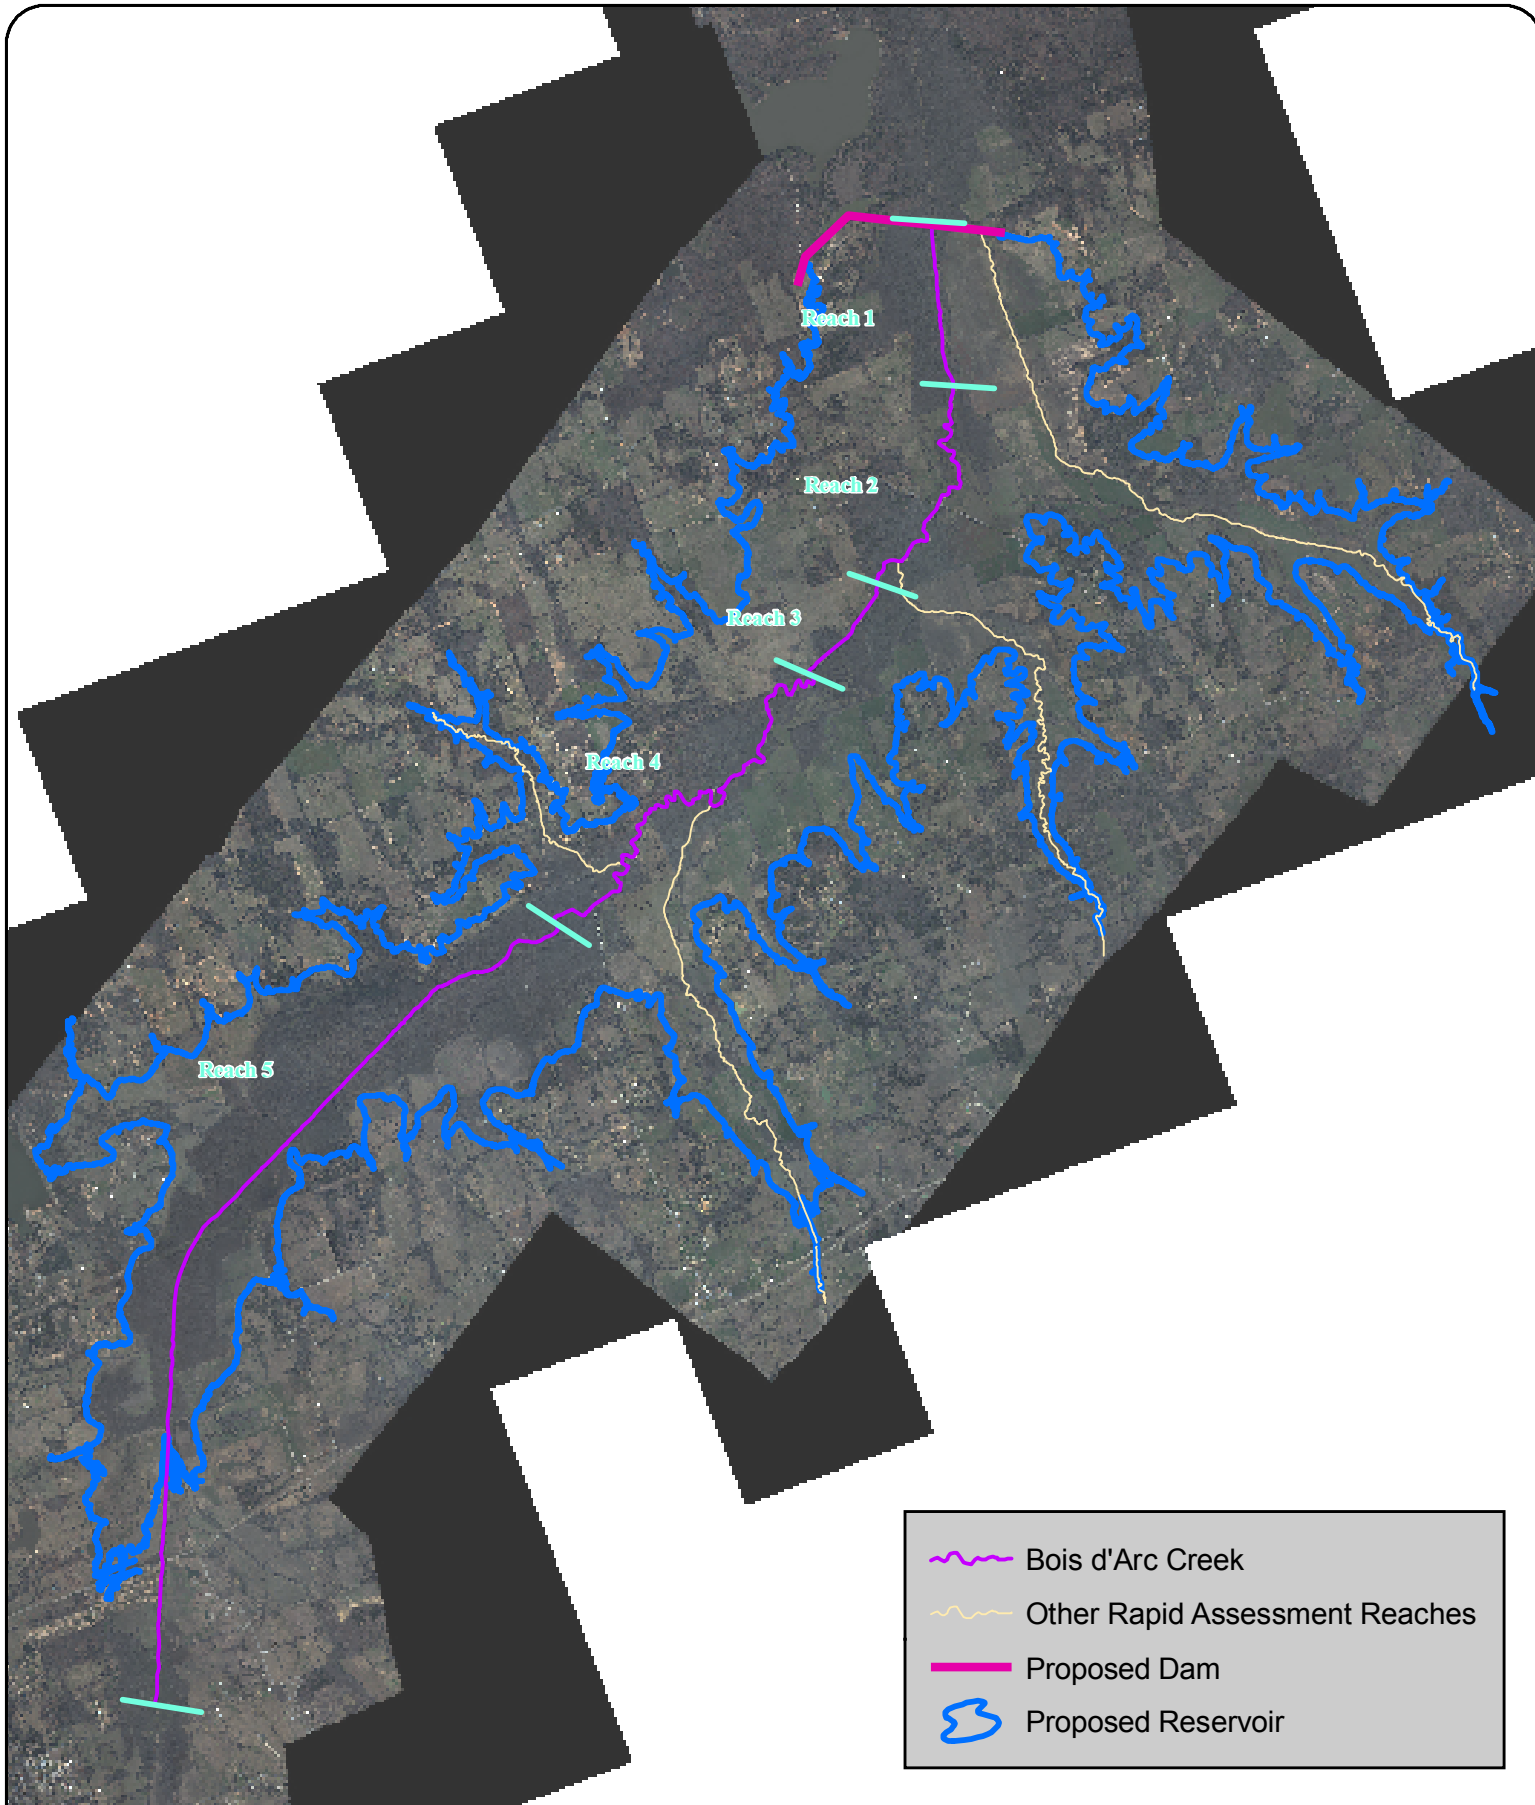 Reach 1
Reach 2
Reach 3
Reach 4
Reach 5
Bois d'Arc Creek
Other Rapid Assessment Reaches
Proposed Dam
Proposed Reservoir